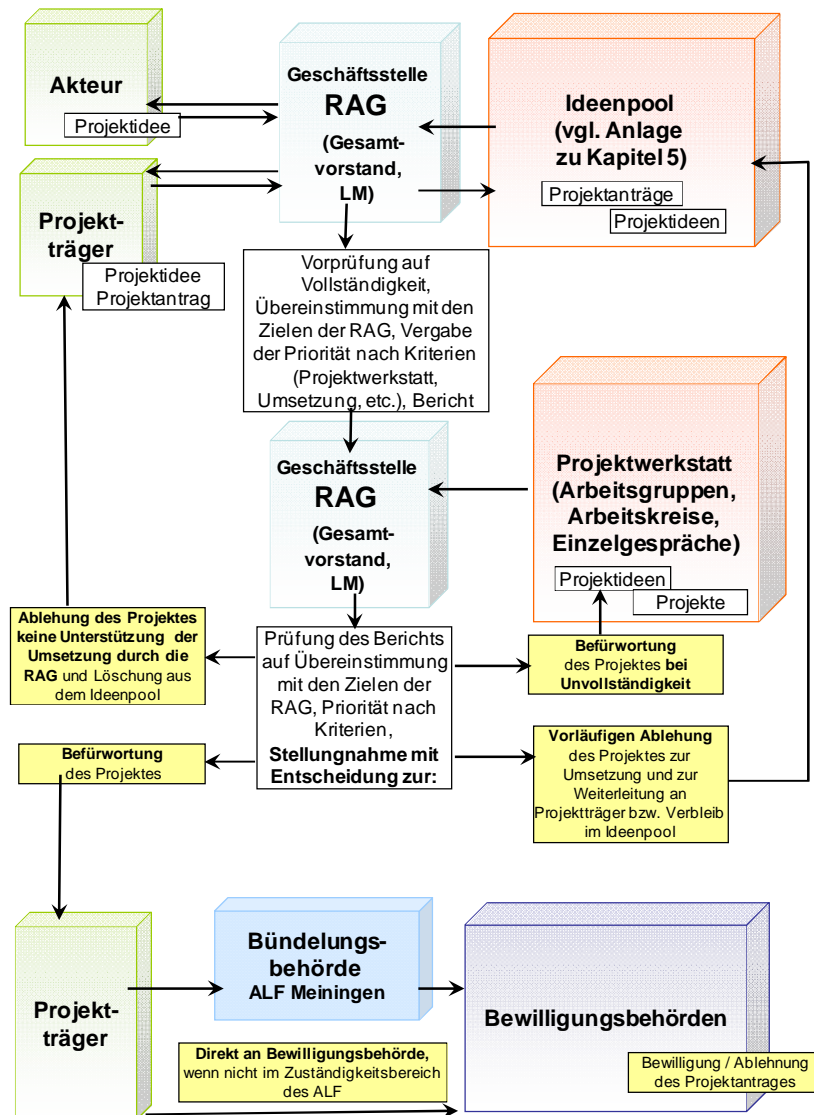 Akteur
Projektidee
Geschäftsstelle
RAG
(Gesamt-
vorstand,
LM)
Ideenpool
(vgl. Anlage
zu Kapitel 5)
Projektanträge
Projektideen
Projekt-
träger
Projektidee
Projektantrag
Vorprüfung auf
Vollständigkeit,
Übereinstimmung mit den
Zielen der RAG, Vergabe
der Priorität nach Kriterien
(Projektwerkstatt,
Umsetzung, etc.), Bericht
Geschäftsstelle
RAG
(Gesamt-
vorstand,
LM)
Projektwerkstatt
(Arbeitsgruppen,
Arbeitskreise,
Einzelgespräche)
Projektideen
Projekte
Ablehung des Projektes
keine Unterstützung der
Umsetzung durch die
RAG und Löschung aus
dem Ideenpool
Prüfung des Berichts
auf Übereinstimmung
mit den Zielen der
RAG, Priorität nach
Kriterien,
Stellungnahme mit
Entscheidung zur:
Befürwortung
des Projektes bei
Unvollständigkeit
Befürwortung
des Projektes
Vorläufigen Ablehung
des Projektes zur
Umsetzung und zur
Weiterleitung an
Projektträger bzw. Verbleib
im Ideenpool
Projekt-
träger
Bündelungs-
behörde
ALF Meiningen
Bewilligungsbehörden
Direkt an Bewilligungsbehörde,
wenn nicht im Zuständigkeitsbereich
des ALF
Bewilligung / Ablehnung
des Projektantrages